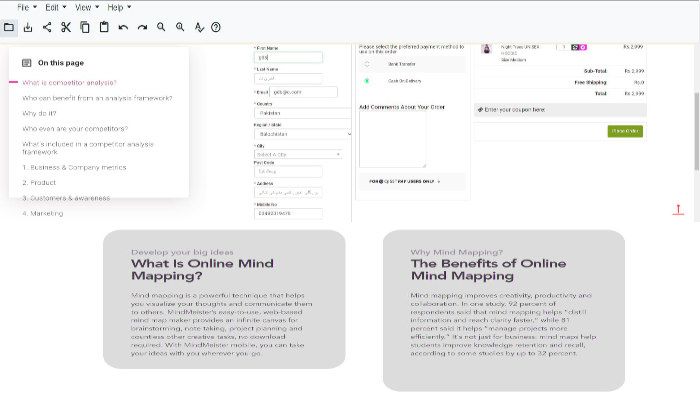 File Edit View Help
On this page
What is competitor analysis?
Who can benefit from an analysis framework?
Why do it?
Who even are your competitors?
What's included in a competitor analysis
framework
1. Business & Company metrics
2. Product
3. Customers & awareness
4. Marketing
* First Name
gdk
* Last Name
* Email
gdk@o.com
* Country
Pakistan
Region / State
Balochistan
* City
Select A City
Post Code
* Address
* Mobile No
03482319678
Please select the preferred payment method to
use on this order.
Bank Transfer
Cash On Delivery
Add Comments About Your Order
USERS ONLY
HOODIE
Size:Medium
1
Rs 2,999
Sub-Total: Rs 2,999
Free Shipping: Rs.0
Total: Rs 2,999
Enter your coupon here:
Develop your big ideas
What Is Online Mind
Mapping?
Mind mapping is a powerful technique that helps
you visualize your thoughts and communicate them
to others. MindMeister's easy-to-use, web-based
mind map maker provides an infinite canvas for
brainstorming, note taking, project planning and
countless other creative tasks, no download
required. With MindMeister mobile, you can take
your ideas with you wherever you go.
Why Mind Mapping?
The Benefits of Online
Mind Mapping
Mind mapping improves creativity, productivity and
collaboration. In one study, 92 percent of
respondents said that mind mapping helps "distill
information and reach clarity faster," while 81
percent said it helps "manage projects more
efficiently." It's not just for business: mind maps help
students improve knowledge retention and recall,
according to some studies by up to 32 percent.